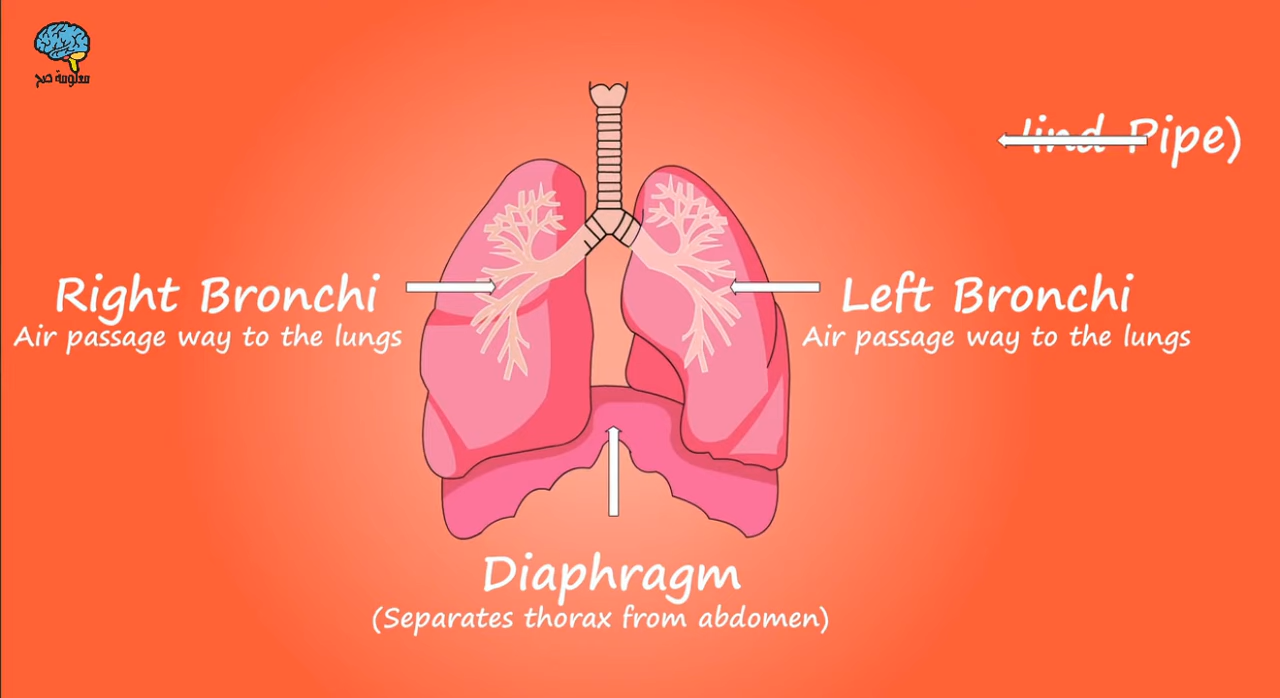 معلومة صح
Pipe)
Right Bronchi
Air passage way to the lungs
Left Bronchi
Air passage way to the lungs
Diaphragm
(Separates thorax from abdomen)